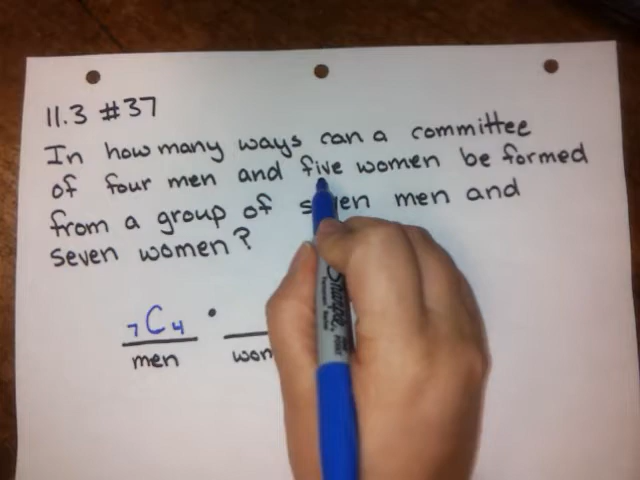 11.3 #37
In how many ways can a committee
of four men and five women be formed
from a group of seven men and
seven women?
7C4 •
men
Sharpie